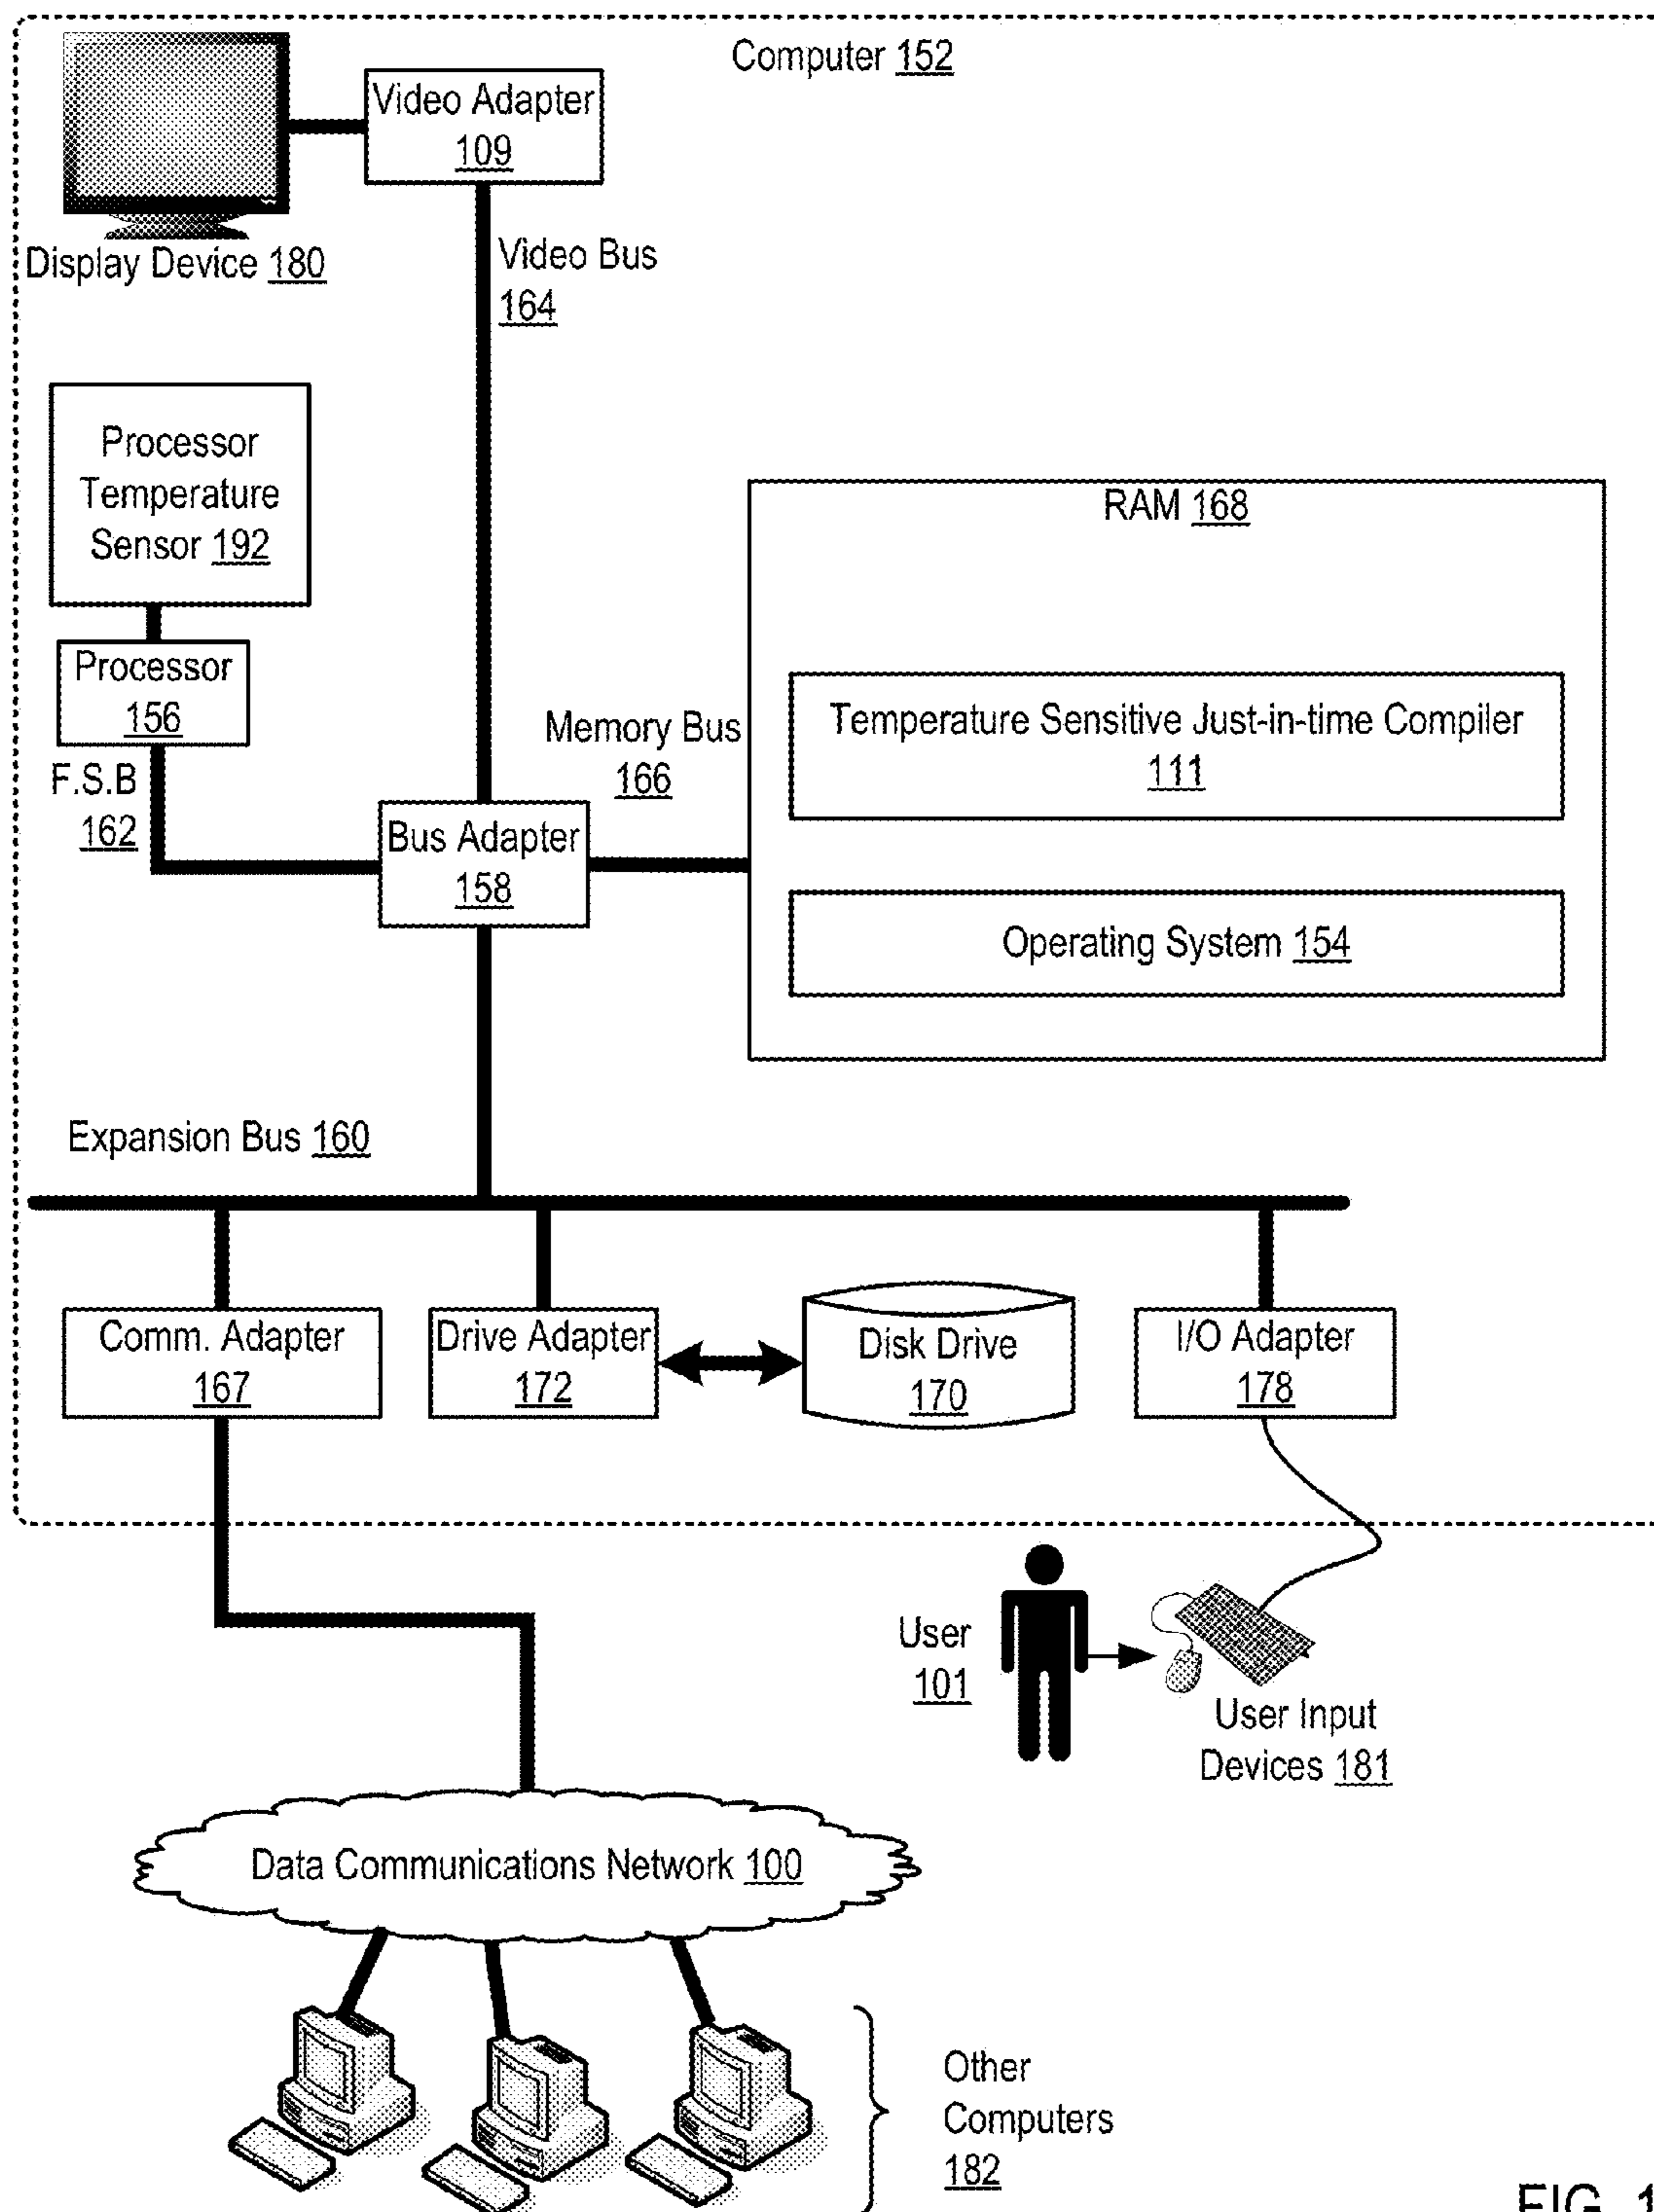 Computer 152
Video Adapter
109
Display Device 180
Video Bus
164
Processor
Temperature
Sensor 192
RAM 168
Processor
156
Temperature Sensitive Just-in-time Compiler
111
Memory Bus
166
F.S.B
162
Bus Adapter
158
Operating System 154
Expansion Bus 160
Comm. Adapter
167
Drive Adapter
172
Disk Drive
170
I/O Adapter
178
User
101
User Input
Devices 181
Data Communications Network 100
Other
Computers
182
FIG. 1